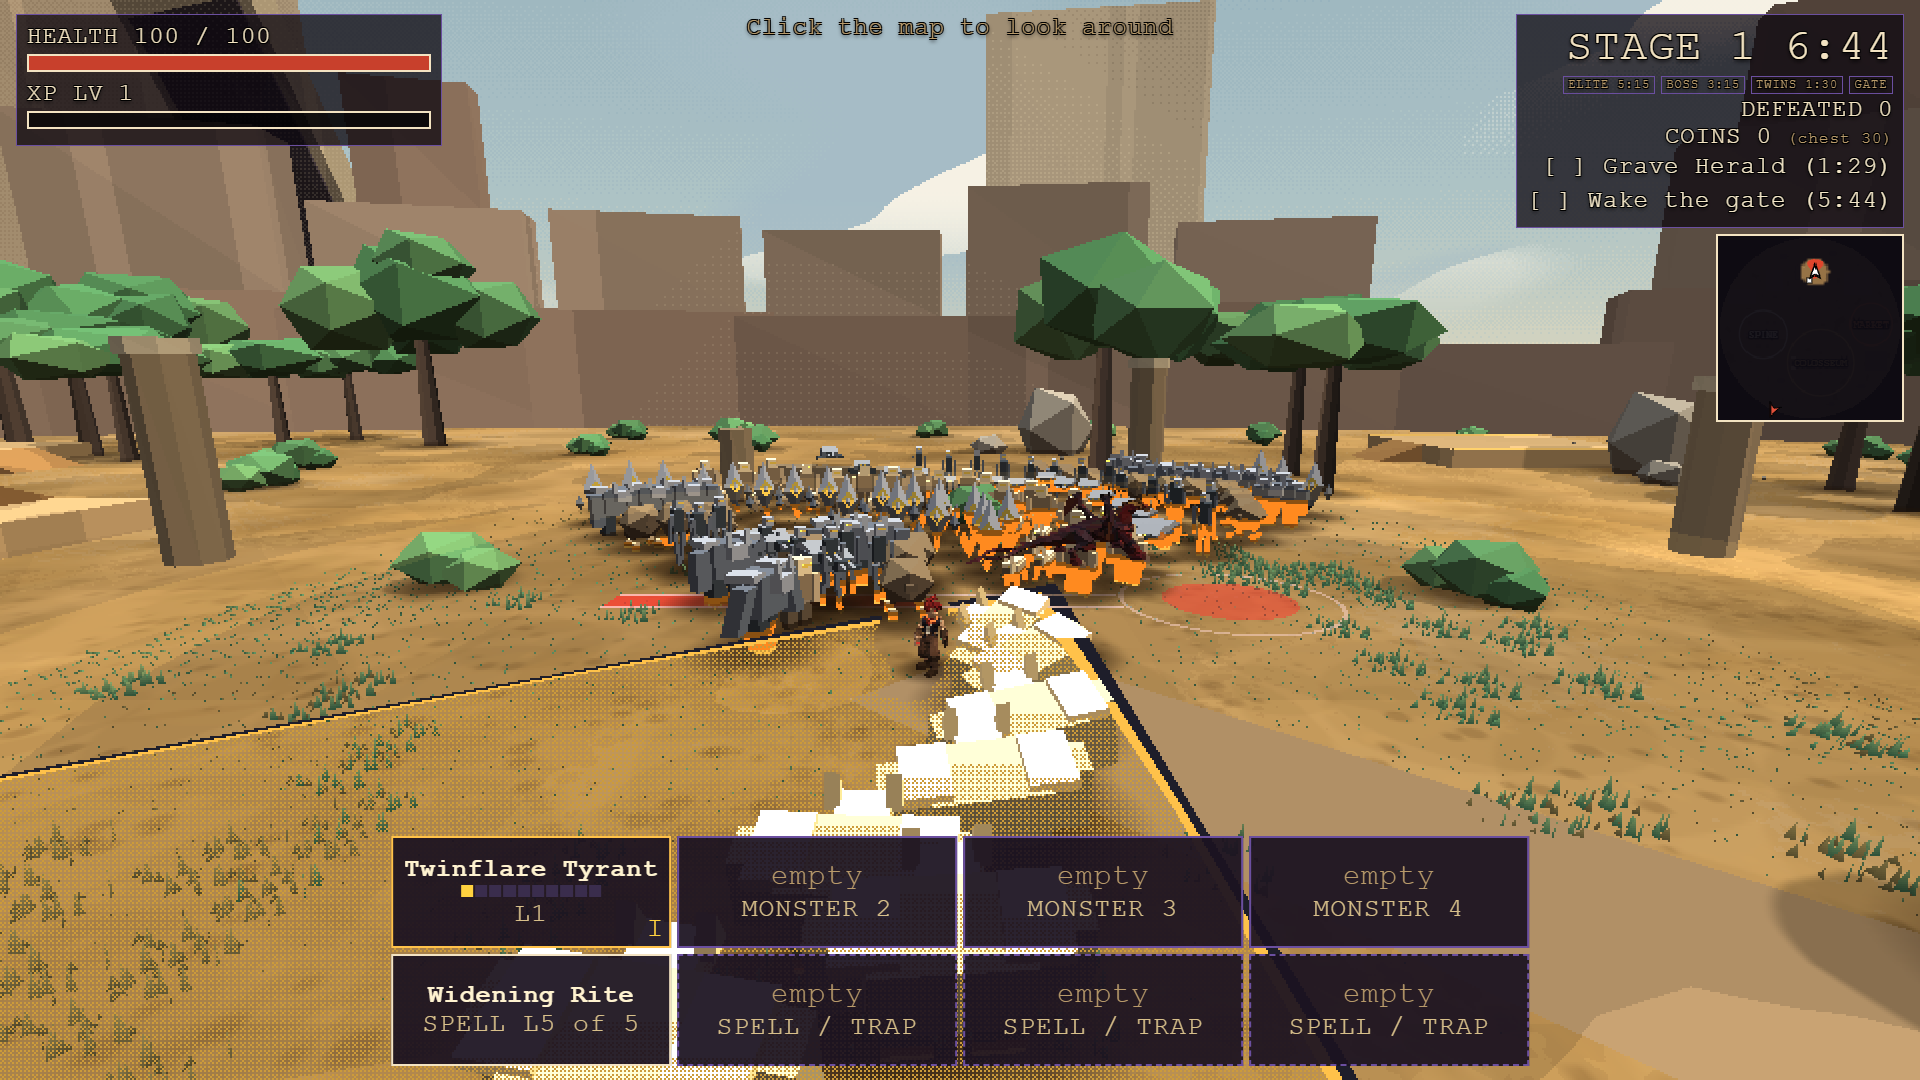 HEALTH 100 / 100
XP LV 1
Click the map to look around
STAGE 1 6:44
ELITE 5:15 BOSS 3:15 TWINS 1:30 GATE
DEFEATED 0
COINS 0 (chest 30)
[ ] Grave Herald (1:29)
[ ] Wake the gate (5:44)
Twinflare Tyrant
L1
I
empty
MONSTER 2
empty
MONSTER 3
empty
MONSTER 4
Widening Rite
SPELL L5 of 5
empty
SPELL / TRAP
empty
SPELL / TRAP
empty
SPELL / TRAP